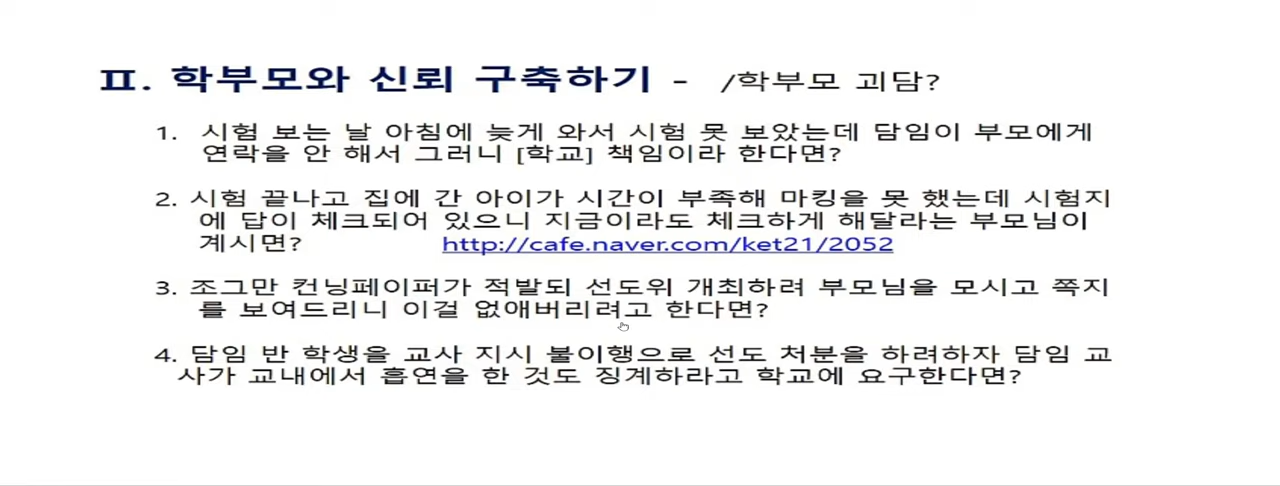 Ⅱ. 학부모와 신뢰 구축하기 - /학부모 괴담?
1. 시험 보는 날 아침에 늦게 와서 시험 못 보았는데 담임이 부모에게
연락을 안 해서 그러니 [학교] 책임이라 한다면?
2. 시험 끝나고 집에 간 아이가 시간이 부족해 마킹을 못 했는데 시험지
에 답이 체크되어 있으니 지금이라도 체크하게 해달라는 부모님이
계시면? http://cafe.naver.com/ket21/2052
3. 조그만 컨닝페이퍼가 적발되 선도위 개최하려 부모님을 모시고 쪽지
를 보여드리니 이걸 없애버리려고 한다면?
4. 담임 반 학생을 교사 지시 불이행으로 선도 처분을 하려하자 담임 교
사가 교내에서 흡연을 한 것도 징계하라고 학교에 요구한다면?